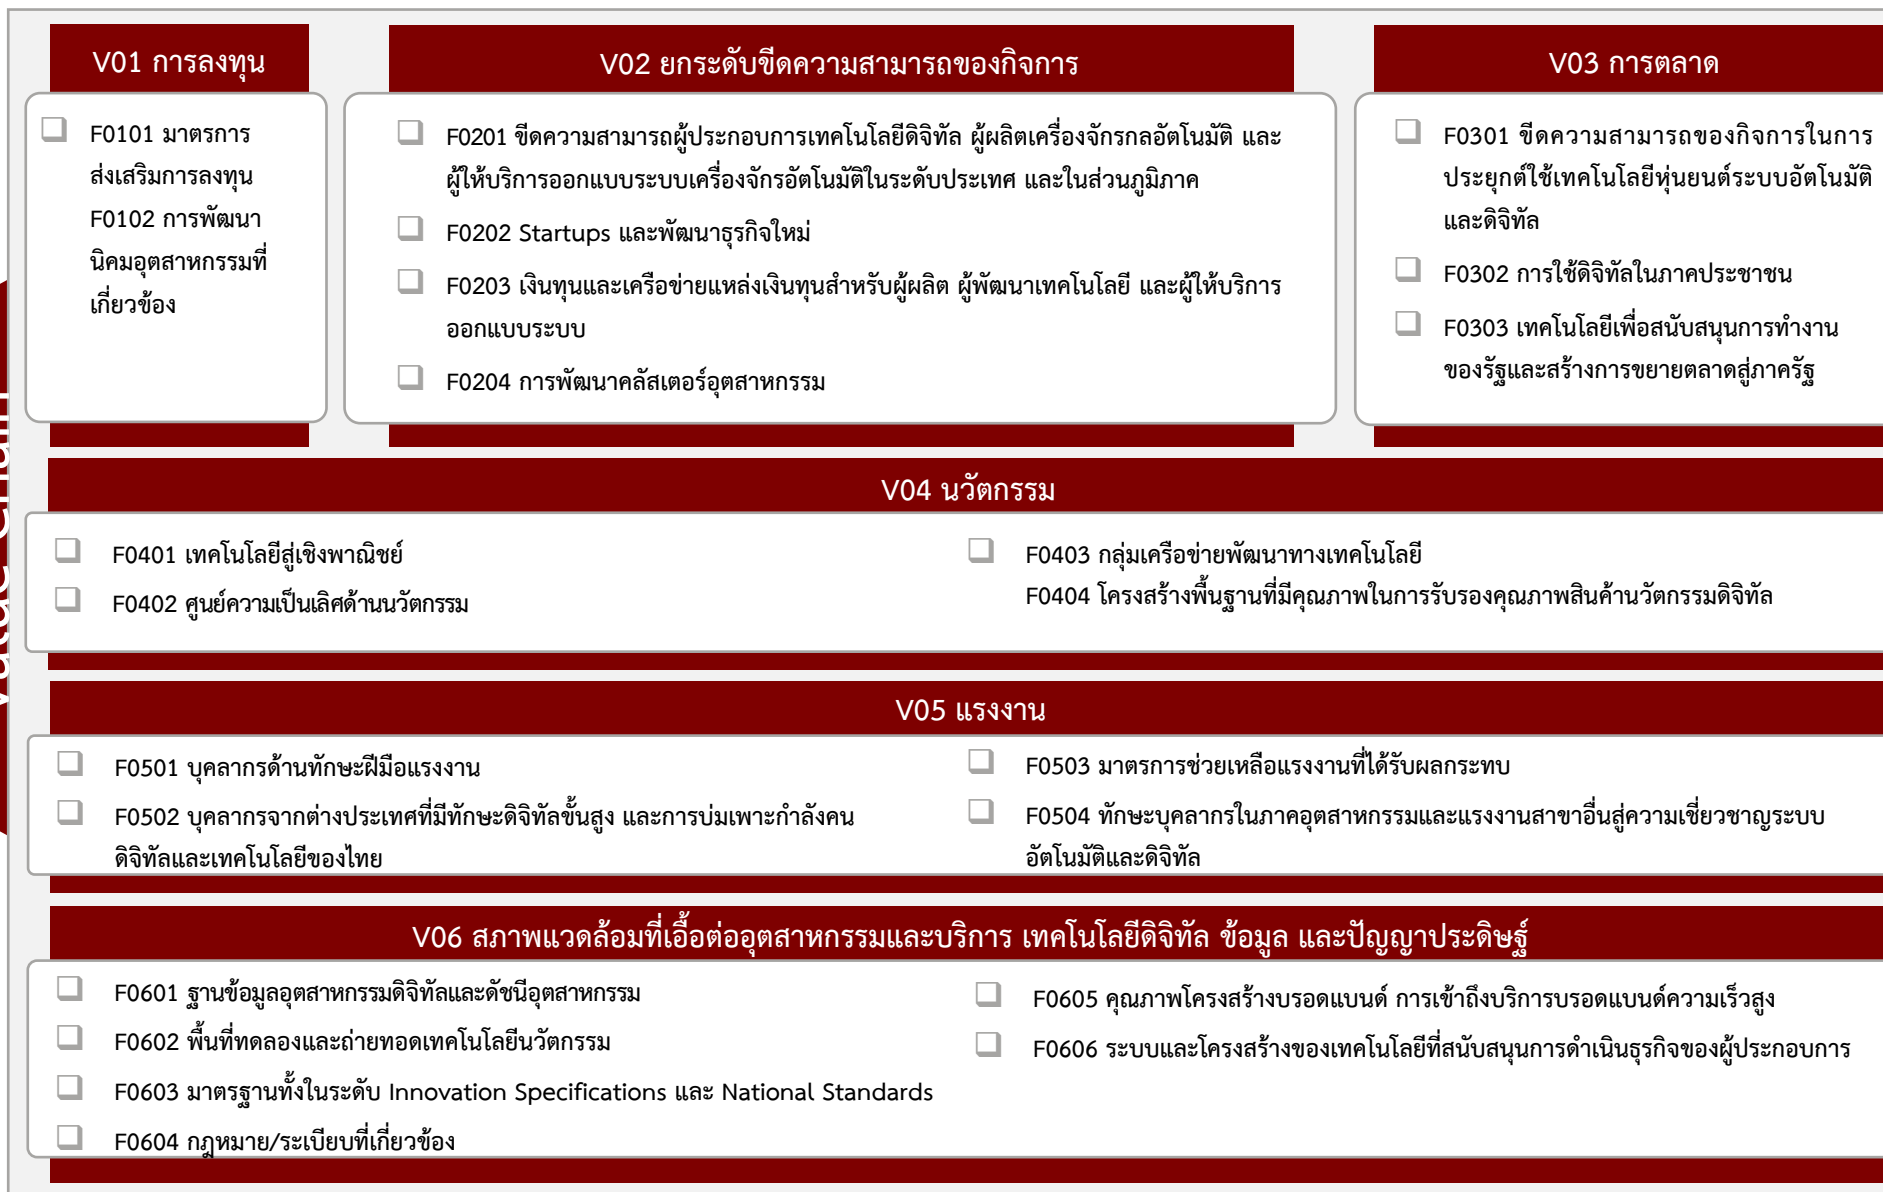 V01 การลงทุน
F0101 มาตรการ
ส่งเสริมการลงทุน
F0102 การพัฒนา
นิคมอุตสาหกรรมที่
เกี่ยวข้อง
V02 ยกระดับขีดความสามารถของกิจการ
F0201 ขีดความสามารถผู้ประกอบการเทคโนโลยีดิจิทัล ผู้ผลิตเครื่องจักรกลอัตโนมัติ และ
ผู้ให้บริการออกแบบระบบเครื่องจักรอัตโนมัติในระดับประเทศ และในส่วนภูมิภาค
F0202 Startups และพัฒนาธุรกิจใหม่
F0203 เงินทุนและเครือข่ายแหล่งเงินทุนสำหรับผู้ผลิต ผู้พัฒนาเทคโนโลยี และผู้ให้บริการ
ออกแบบระบบ
F0204 การพัฒนาคลัสเตอร์อุตสาหกรรม
V03 การตลาด
F0301 ขีดความสามารถของกิจการในการ
ประยุกต์ใช้เทคโนโลยีหุ่นยนต์ระบบอัตโนมัติ
และดิจิทัล
F0302 การใช้ดิจิทัลในภาคประชาชน
F0303 เทคโนโลยีเพื่อสนับสนุนการทำงาน
ของรัฐและสร้างการขยายตลาดสู่ภาครัฐ
V04 นวัตกรรม
F0401 เทคโนโลยีสู่เชิงพาณิชย์
F0402 ศูนย์ความเป็นเลิศด้านนวัตกรรม
F0403 กลุ่มเครือข่ายพัฒนาทางเทคโนโลยี
F0404 โครงสร้างพื้นฐานที่มีคุณภาพในการรับรองคุณภาพสินค้านวัตกรรมดิจิทัล
V05 แรงงาน
F0501 บุคลากรด้านทักษะฝีมือแรงงาน
F0502 บุคลากรจากต่างประเทศที่มีทักษะดิจิทัลขั้นสูง และการบ่มเพาะกำลังคน
ดิจิทัลและเทคโนโลยีของไทย
F0503 มาตรการช่วยเหลือแรงงานที่ได้รับผลกระทบ
F0504 ทักษะบุคลากรในภาคอุตสาหกรรมและแรงงานสาขาอื่นสู่ความเชี่ยวชาญระบบ
อัตโนมัติและดิจิทัล
V06 สภาพแวดล้อมที่เอื้อต่ออุตสาหกรรมและบริการ เทคโนโลยีดิจิทัล ข้อมูล และปัญญาประดิษฐ์
F0601 ฐานข้อมูลอุตสาหกรรมดิจิทัลและดัชนีอุตสาหกรรม
F0602 พื้นที่ทดลองและถ่ายทอดเทคโนโลยีนวัตกรรม
F0603 มาตรฐานทั้งในระดับ Innovation Specifications และ National Standards
F0604 กฎหมาย/ระเบียบที่เกี่ยวข้อง
F0605 คุณภาพโครงสร้างบรอดแบนด์ การเข้าถึงบริการบรอดแบนด์ความเร็วสูง
F0606 ระบบและโครงสร้างของเทคโนโลยีที่สนับสนุนการดำเนินธุรกิจของผู้ประกอบการ